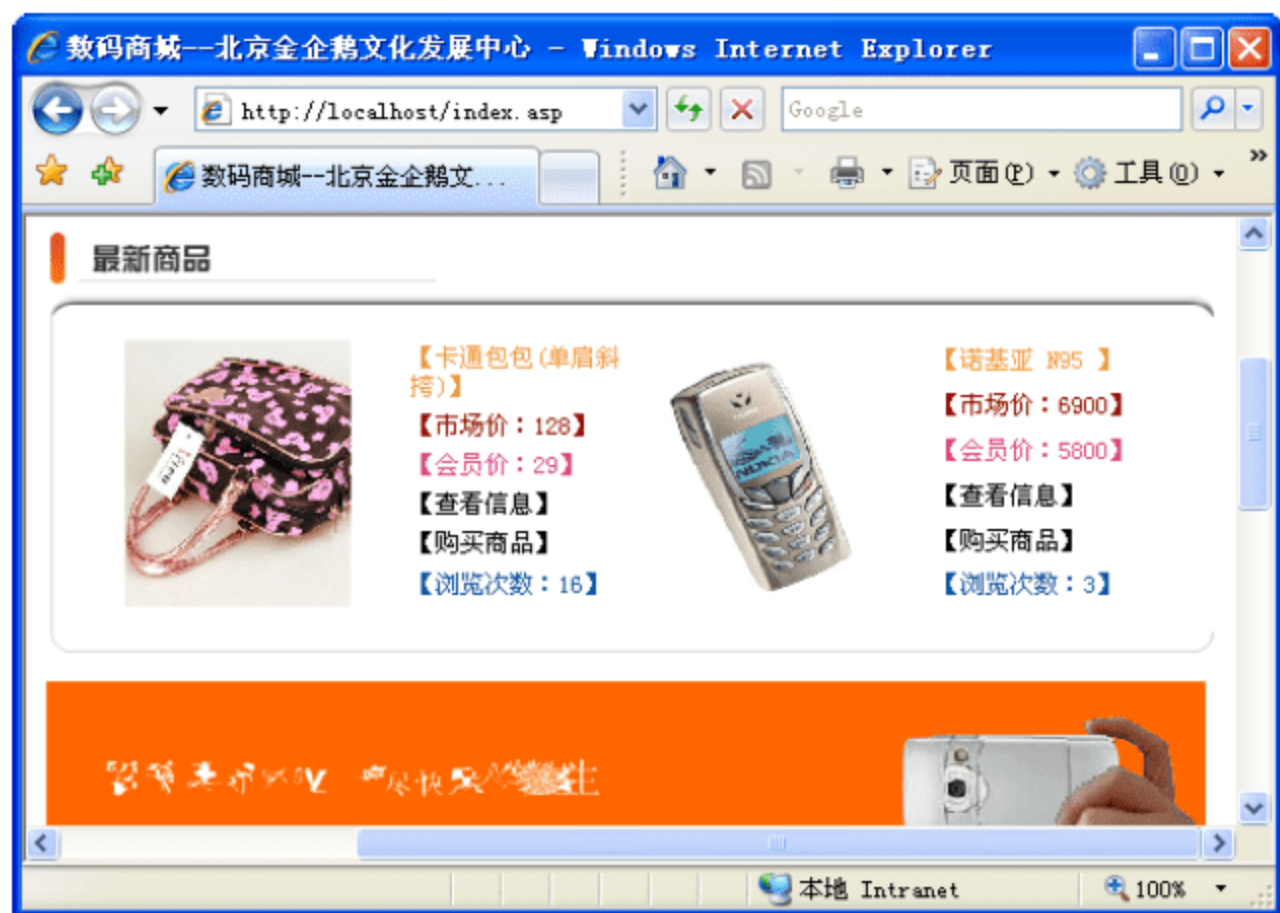 数码商城--北京金企鹅文化发展中心 - Windows Internet Explorer
http://localhost/index.asp
Google
数码商城--北京金企鹅文...
页面(P)
工具(O)
最新商品
【卡通包包(单肩斜
挎)】
【市场价：128】
【会员价：29】
【查看信息】
【购买商品】
【浏览次数：16】
NOKIA
【诺基亚 N95 】
【市场价：6900】
【会员价：5800】
【查看信息】
【购买商品】
【浏览次数：3】
本地 Intranet
100%